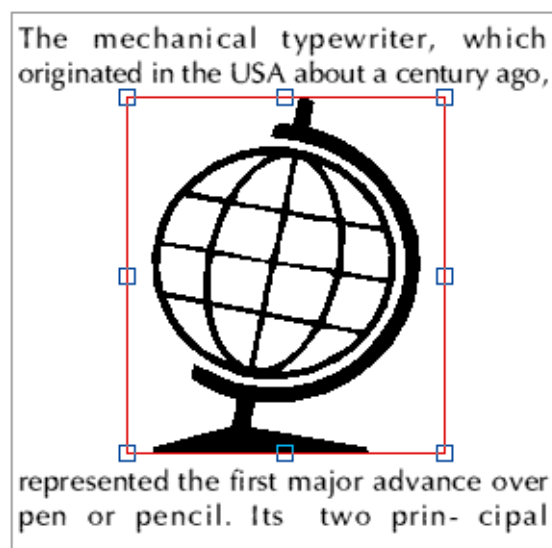 The mechanical typewriter, which
originated in the USA about a century ago,
represented the first major advance over
pen or pencil. Its two prin- cipal